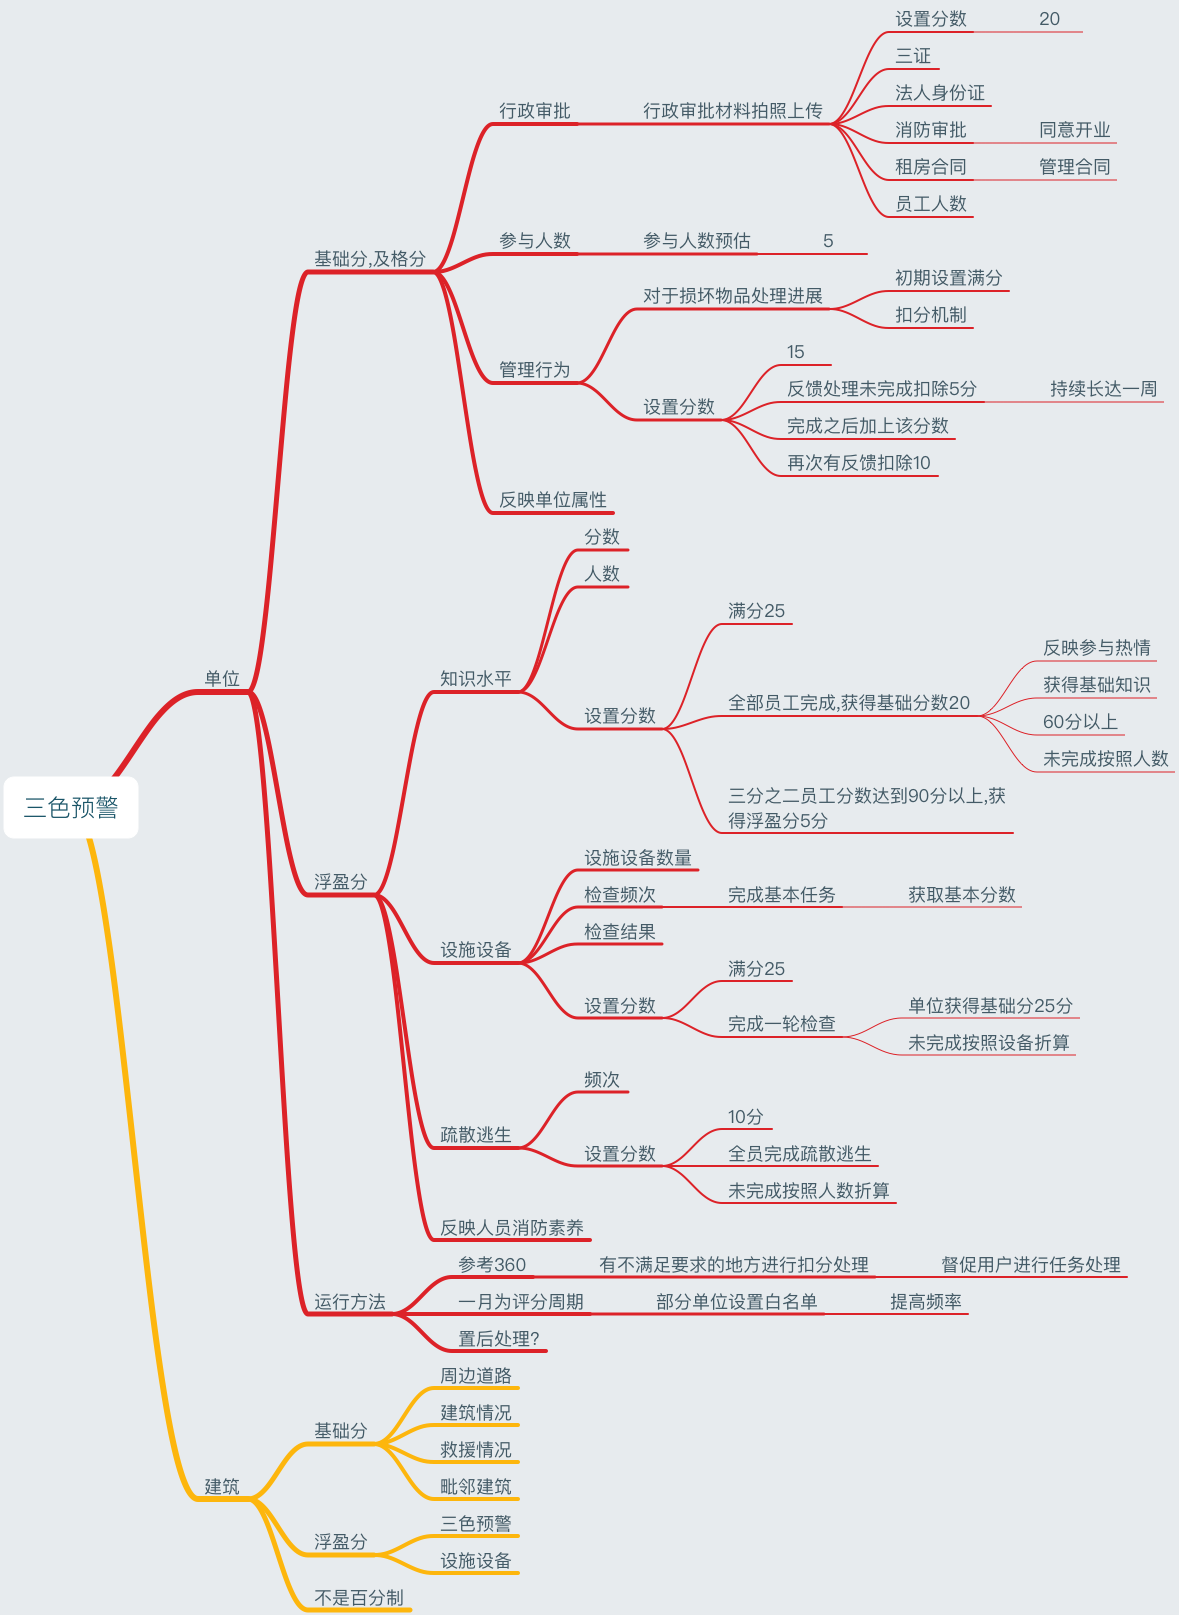 三色预警
单位
基础分,及格分
行政审批
行政审批材料拍照上传
设置分数
20
三证
法人身份证
消防审批
同意开业
租房合同
管理合同
员工人数
参与人数
参与人数预估
5
管理行为
对于损坏物品处理进展
初期设置满分
扣分机制
设置分数
15
反馈处理未完成扣除5分
持续长达一周
完成之后加上该分数
再次有反馈扣除10
反映单位属性
浮盈分
知识水平
分数
人数
设置分数
满分25
全部员工完成,获得基础分数20
反映参与热情
获得基础知识
60分以上
未完成按照人数
三分之二员工分数达到90分以上,获
得浮盈分5分
设施设备
设施设备数量
检查频次
完成基本任务
获取基本分数
检查结果
设置分数
满分25
完成一轮检查
单位获得基础分25分
未完成按照设备折算
疏散逃生
频次
设置分数
10分
全员完成疏散逃生
未完成按照人数折算
反映人员消防素养
运行方法
参考360
有不满足要求的地方进行扣分处理
督促用户进行任务处理
一月为评分周期
部分单位设置白名单
提高频率
置后处理?
建筑
基础分
周边道路
建筑情况
救援情况
毗邻建筑
浮盈分
三色预警
设施设备
不是百分制